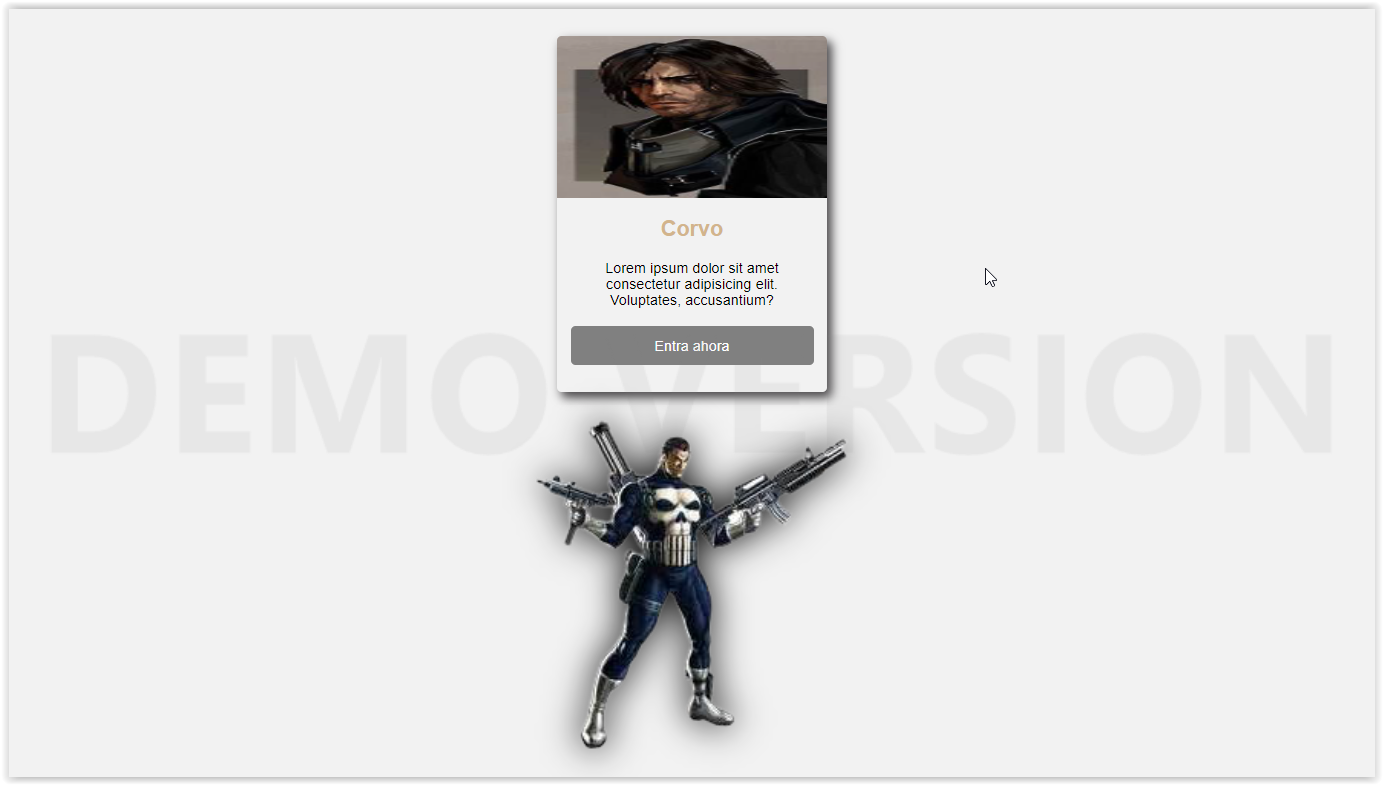 Corvo
Lorem ipsum dolor sit amet
consectetur adipisicing elit.
Voluptates, accusantium?
Entra ahora
DEMO VERSION